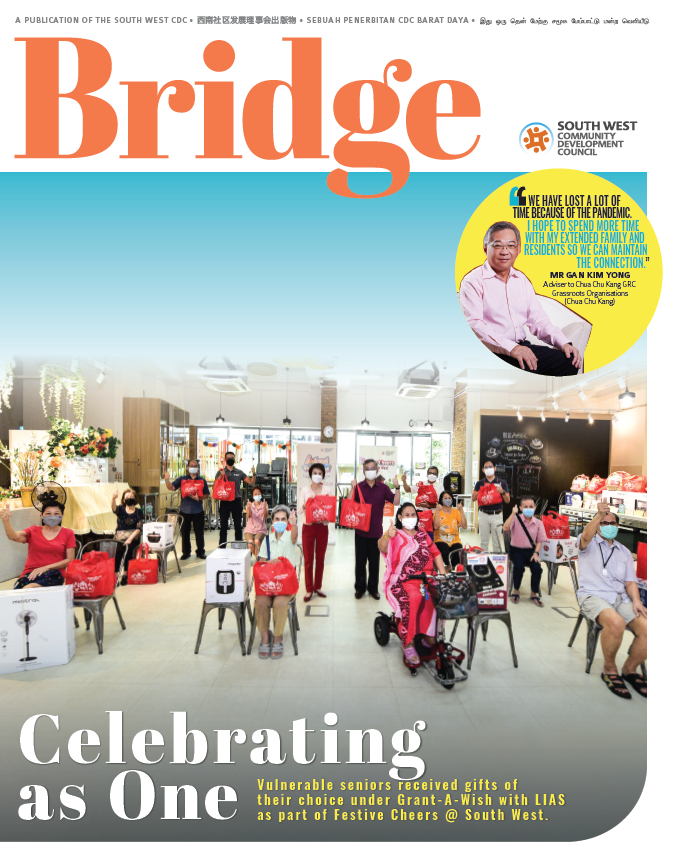 A PUBLICATION OF THE SOUTH WEST CDC • 西南社区发展理事会出版物 • SEBUAH PENERBITAN CDC BARAT DAYA • இது ஒரு தென் மேற்கு சமூக மேம்பாட்டு மன்ற வெளியீடு
Bridge
SOUTH WEST
COMMUNITY
DEVELOPMENT
COUNCIL
“WE HAVE LOST A LOT OF
TIME BECAUSE OF THE PANDEMIC.
I HOPE TO SPEND MORE TIME
WITH MY EXTENDED FAMILY AND
RESIDENTS SO WE CAN MAINTAIN
THE CONNECTION.”
MR GAN KIM YONG
Adviser to Chua Chu Kang GRC
Grassroots Organisations
(Chua Chu Kang)
MISTRAL
Celebrating
as One
Vulnerable seniors received gifts of
their choice under Grant-A-Wish with LIAS
as part of Festive Cheers @ South West.